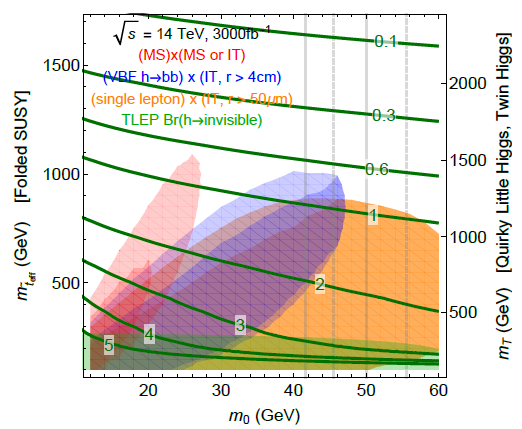 √s = 14 TeV, 3000fb⁻¹
(MS)x(MS or IT)
(VBF h→bb) x (IT, r > 4cm)
(single lepton) x (IT, r > 50μm)
TLEP Br(h→invisible)
0.1
0.3
0.6
1
2
3
4
5
1500
1000
500
2000
1500
1000
500
20
30
40
50
60
m₀ (GeV)
m_t̃eff (GeV) [Folded SUSY]
m_T (GeV) [Quirky Little Higgs, Twin Higgs]